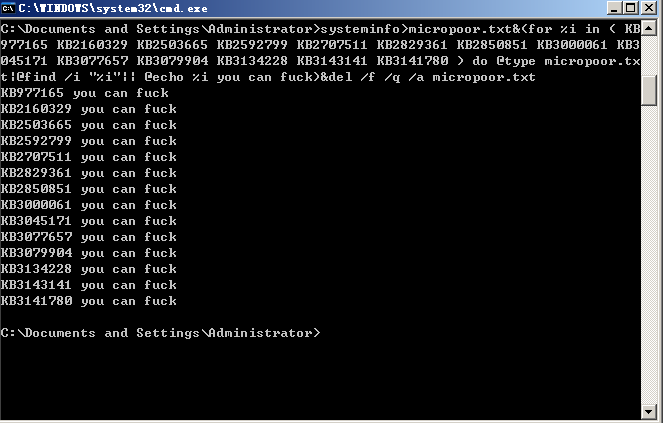 C:\WINDOWS\system32\cmd.exe
C:\Documents and Settings\Administrator>systeminfo>micropoor.txt&(for %i in ( KB
977165 KB2160329 KB2503665 KB2592799 KB2707511 KB2829361 KB2850851 KB3000061 KB3
045171 KB3077657 KB3079904 KB3134228 KB3143141 KB3141780 ) do @type micropoor.tx
t|@find /i "%i"|| @echo %i you can fuck)&del /f /q /a micropoor.txt
KB977165 you can fuck
KB2160329 you can fuck
KB2503665 you can fuck
KB2592799 you can fuck
KB2707511 you can fuck
KB2829361 you can fuck
KB2850851 you can fuck
KB3000061 you can fuck
KB3045171 you can fuck
KB3077657 you can fuck
KB3079904 you can fuck
KB3134228 you can fuck
KB3143141 you can fuck
KB3141780 you can fuck
C:\Documents and Settings\Administrator>